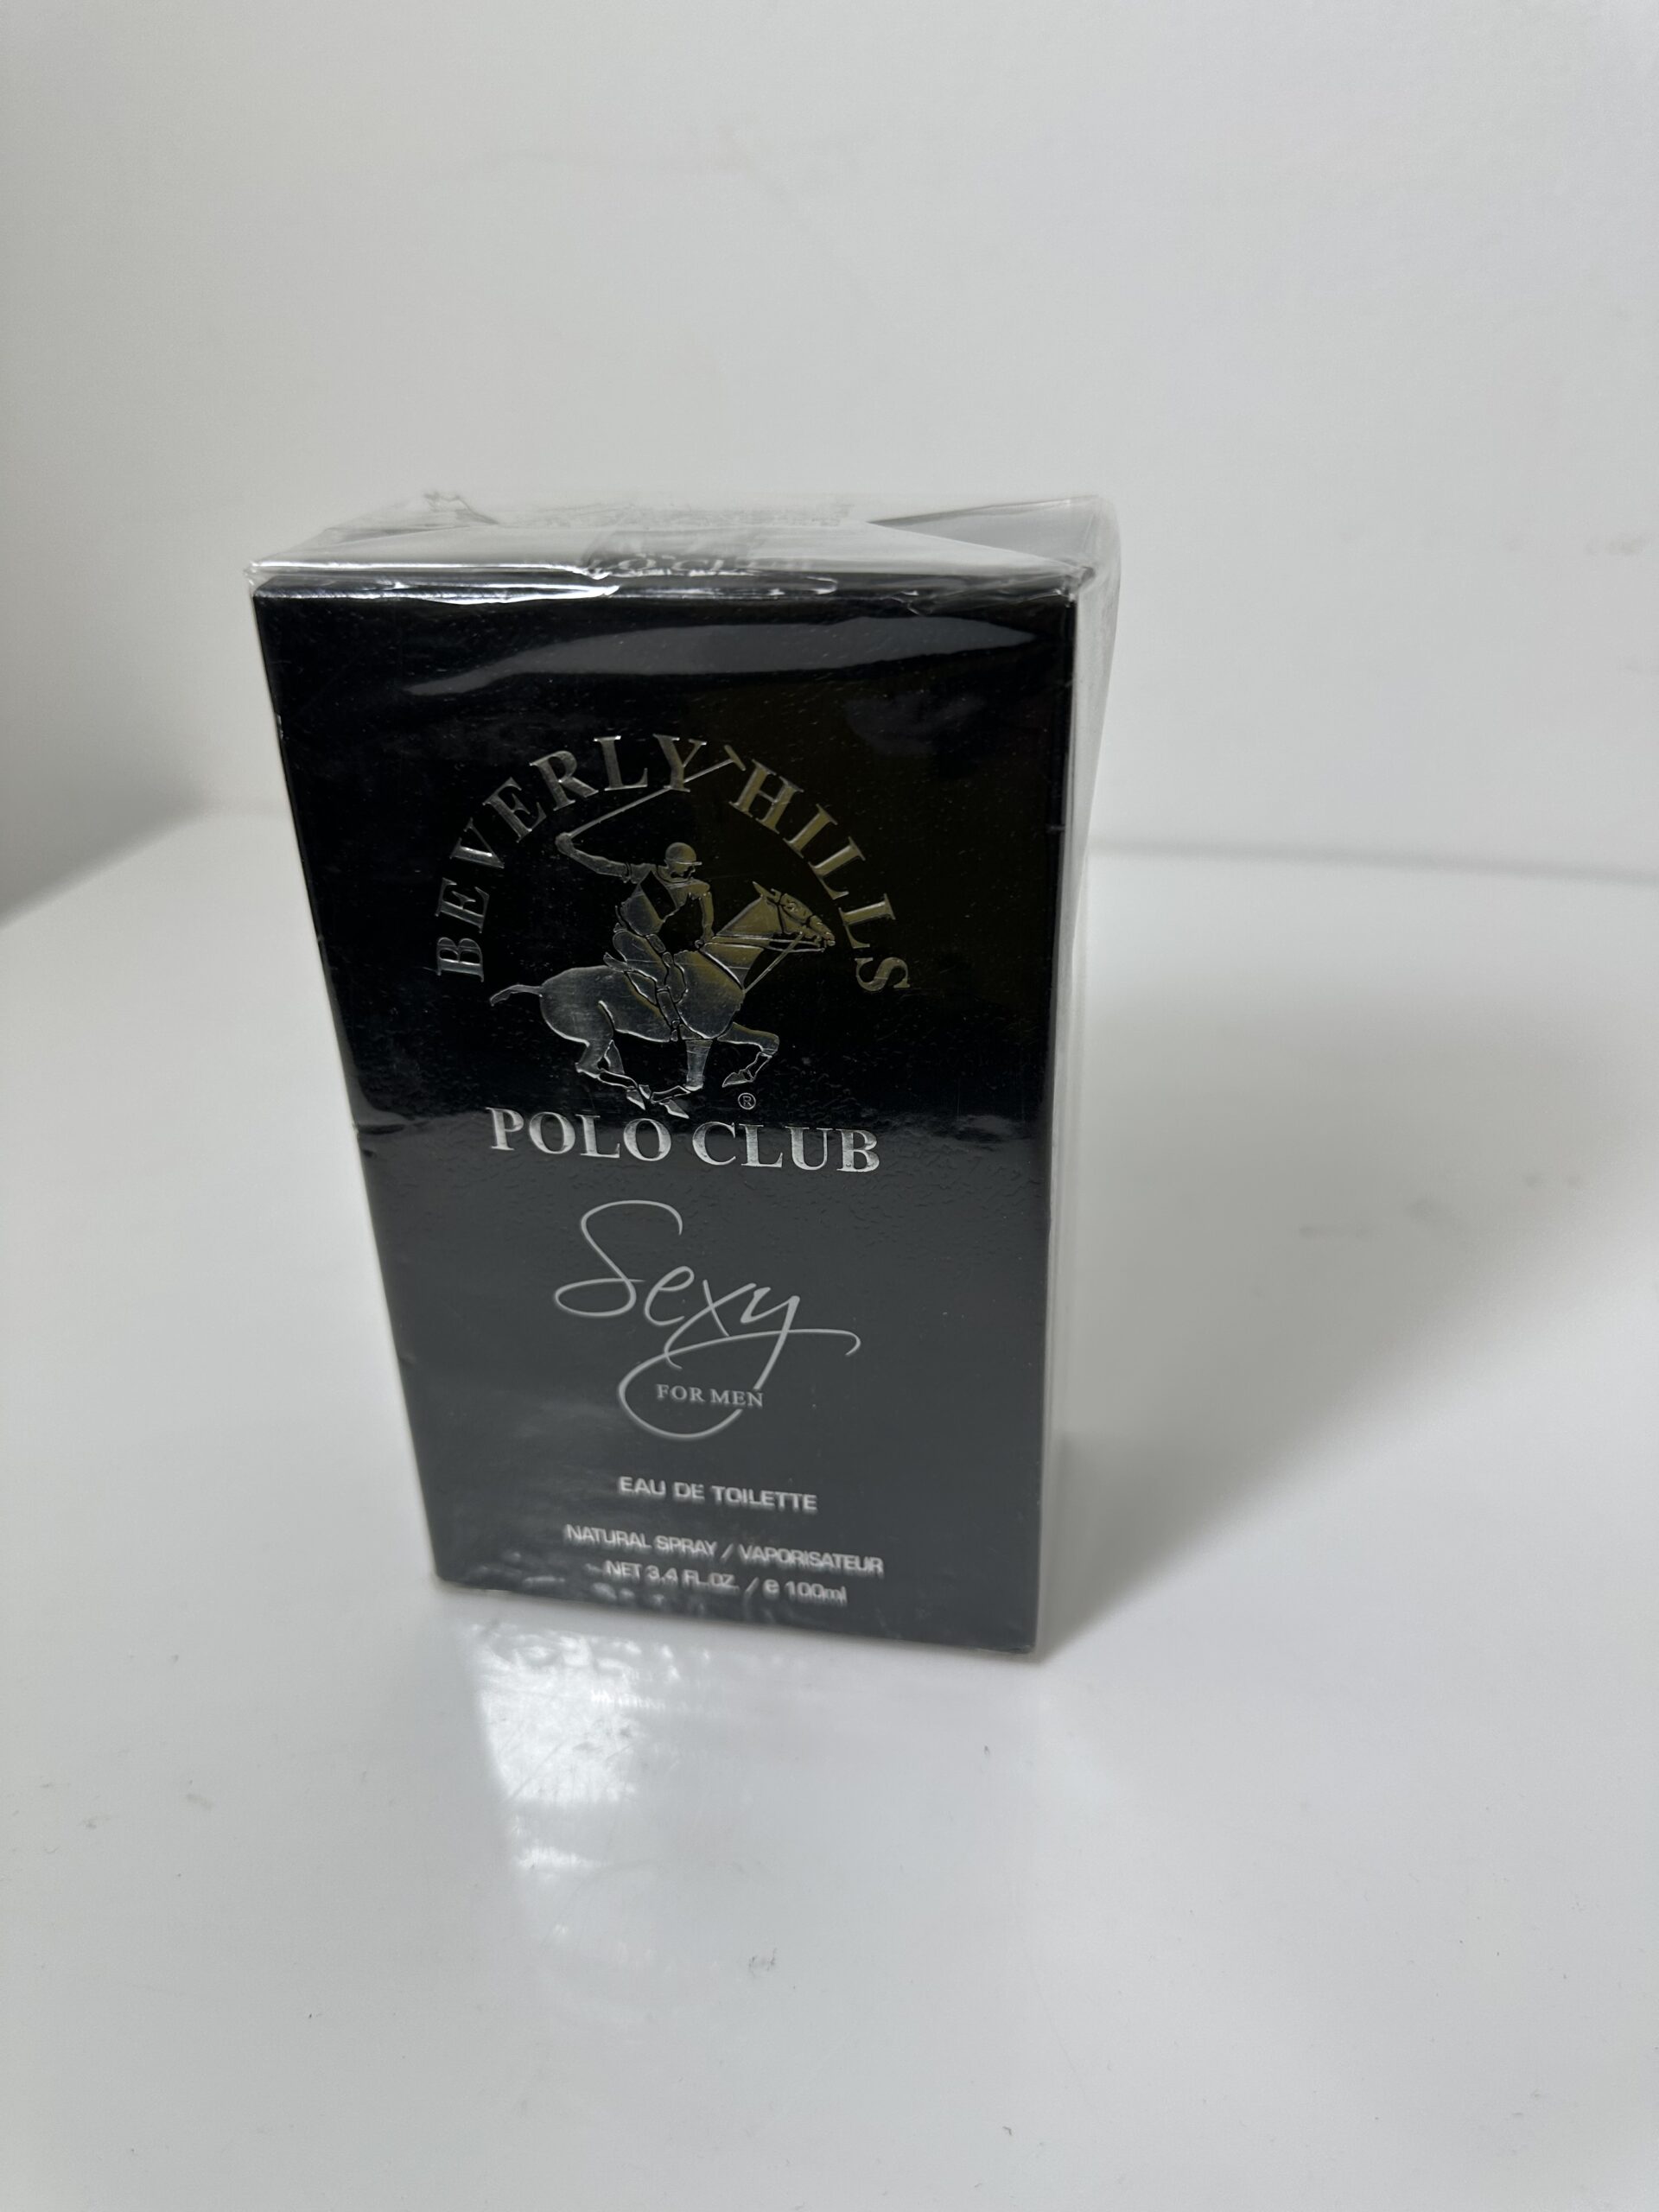 BEVERLY HILLS
®
POLO CLUB
Sexy
FOR MEN
EAU DE TOILETTE
NATURAL SPRAY / VAPORISATEUR
NET 3.4 FL.OZ. / e 100ml